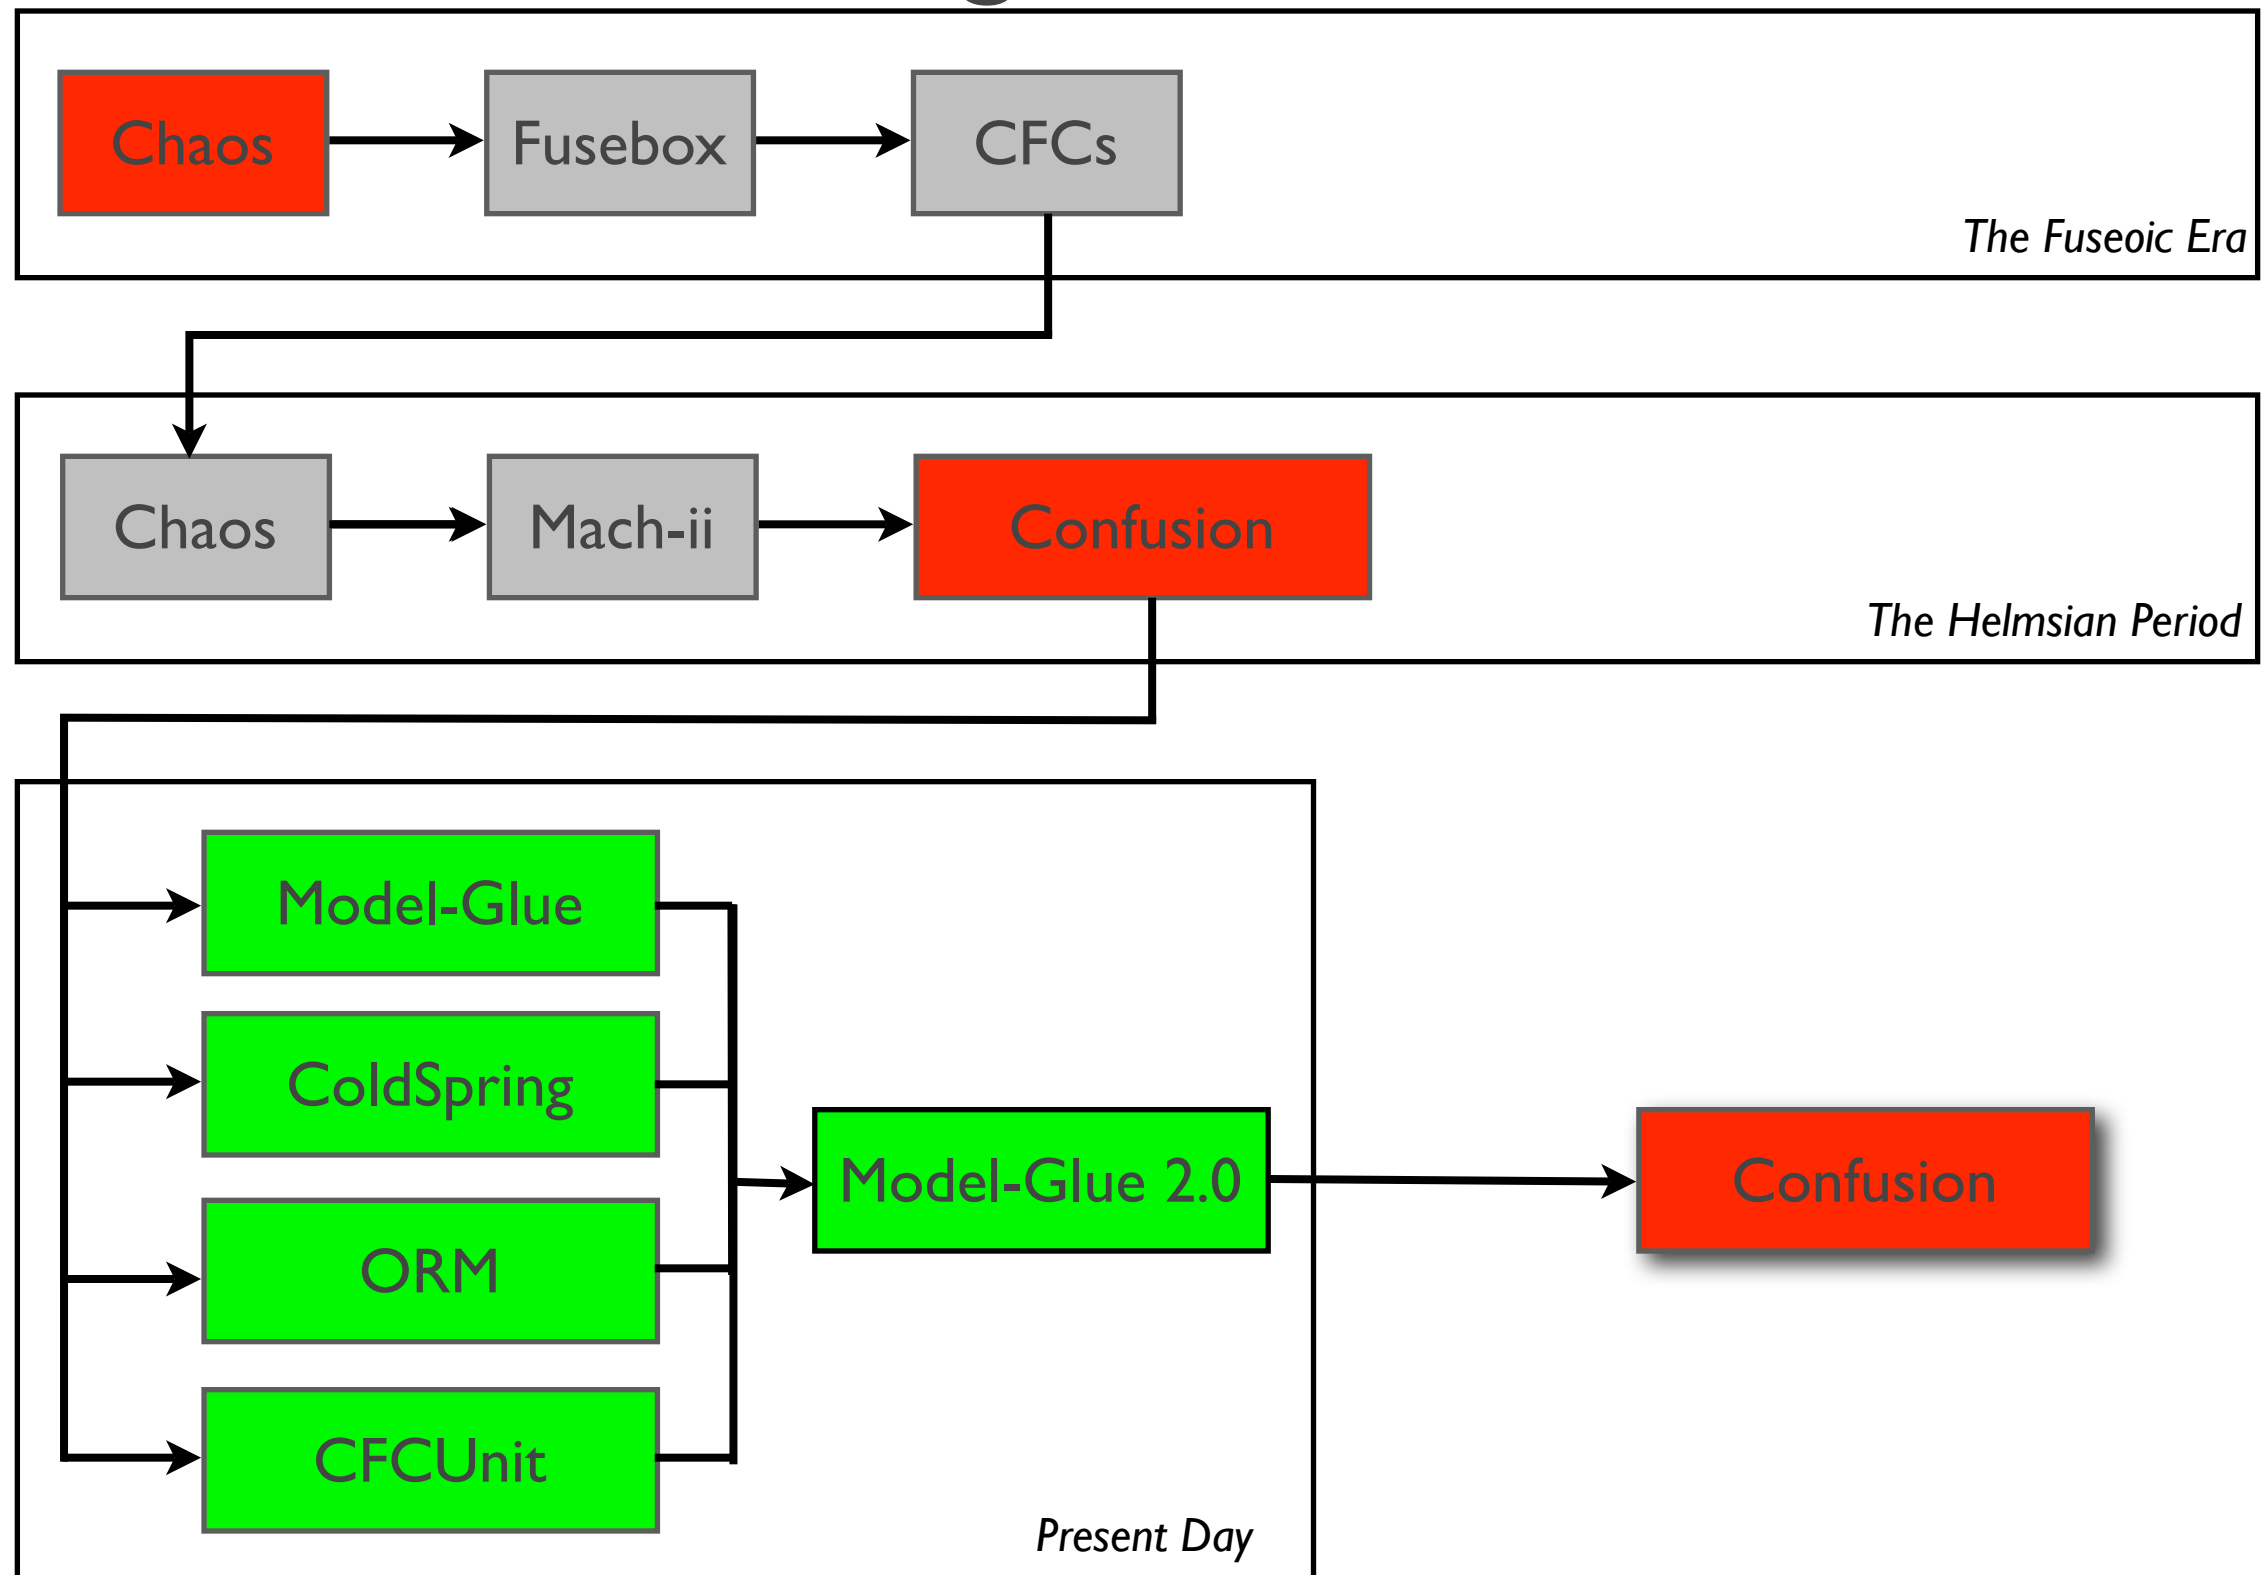 Chaos
Fusebox
CFCs
The Fuseoic Era
Chaos
Mach-ii
Confusion
The Helmsian Period
Model-Glue
ColdSpring
ORM
CFCUnit
Model-Glue 2.0
Confusion
Present Day